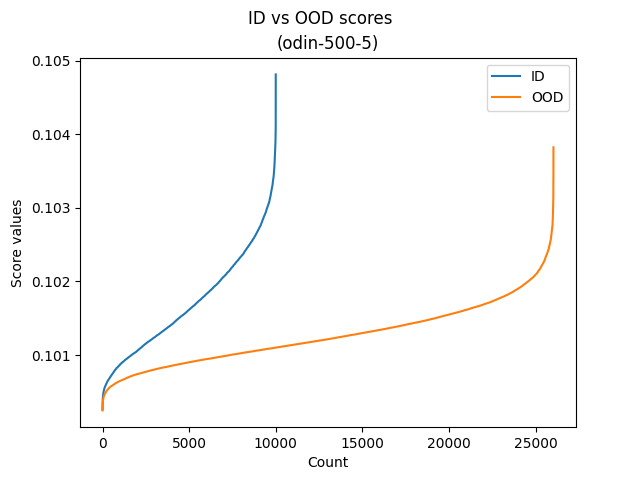 ID vs OOD scores
(odin-500-5)
ID
OOD
Score values
0.105
0.104
0.103
0.102
0.101
0 5000 10000 15000 20000 25000
Count